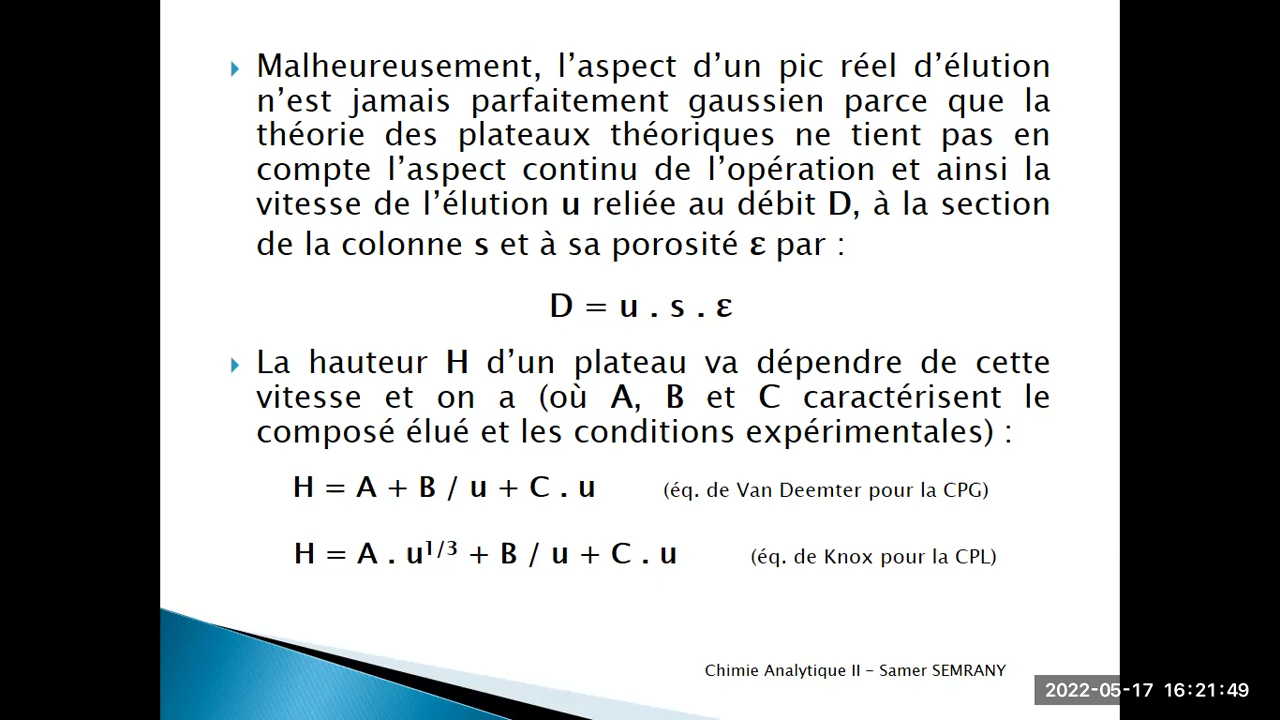 Malheureusement, l’aspect d’un pic réel d’élution
n’est jamais parfaitement gaussien parce que la
théorie des plateaux théoriques ne tient pas en
compte l’aspect continu de l’opération et ainsi la
vitesse de l’élution u reliée au débit D, à la section
de la colonne s et à sa porosité ε par :
D = u . s . ε
La hauteur H d’un plateau va dépendre de cette
vitesse et on a (où A, B et C caractérisent le
composé élué et les conditions expérimentales) :
H = A + B / u + C . u (éq. de Van Deemter pour la CPG)
H = A . u^1/3 + B / u + C . u (éq. de Knox pour la CPL)
Chimie Analytique II – Samer SEMRANY
2022-05-17 16:21:49